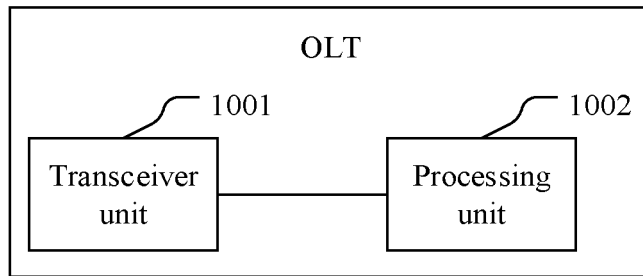 OLT
1001
1002
Transceiver
unit
Processing
unit